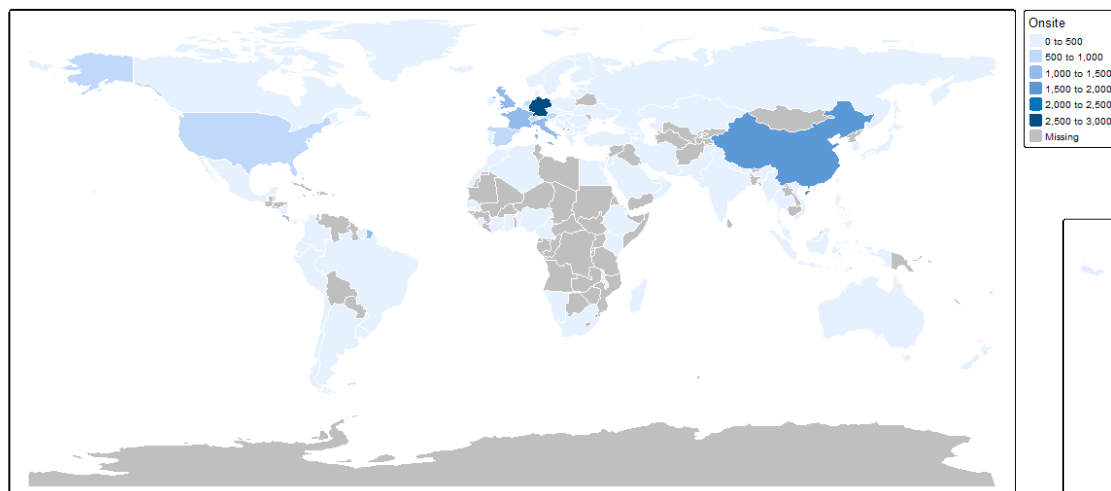 Onsite
0 to 500
500 to 1,000
1,000 to 1,500
1,500 to 2,000
2,000 to 2,500
2,500 to 3,000
Missing